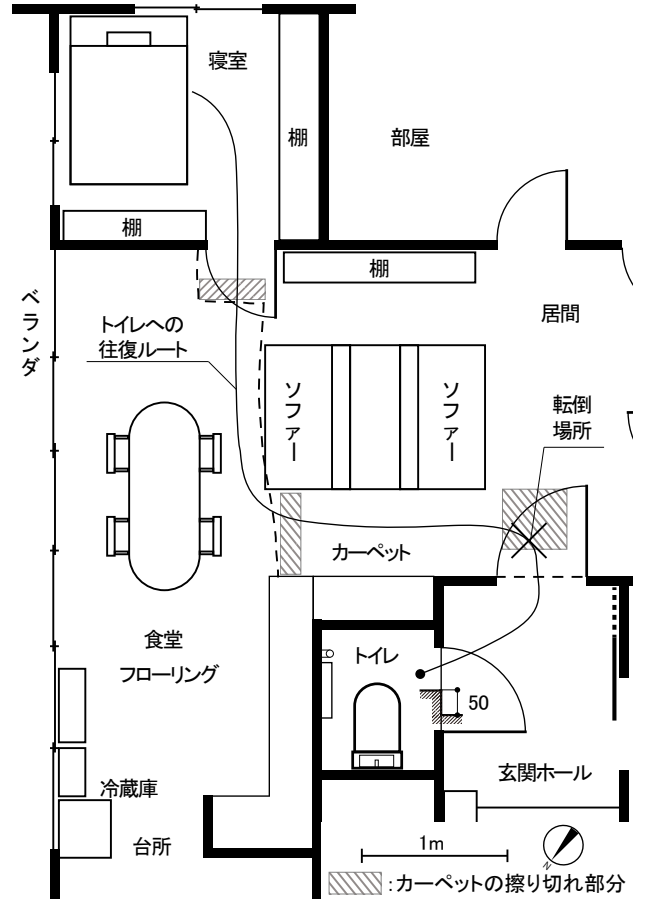 寝室
棚
部屋
棚
棚
ベランダ
居間
トイレへの
往復ルート
ソファー
ソファー
転倒
場所
カーペット
食堂
フローリング
トイレ
50
玄関ホール
冷蔵庫
台所
1m
N
:カーペットの擦り切れ部分